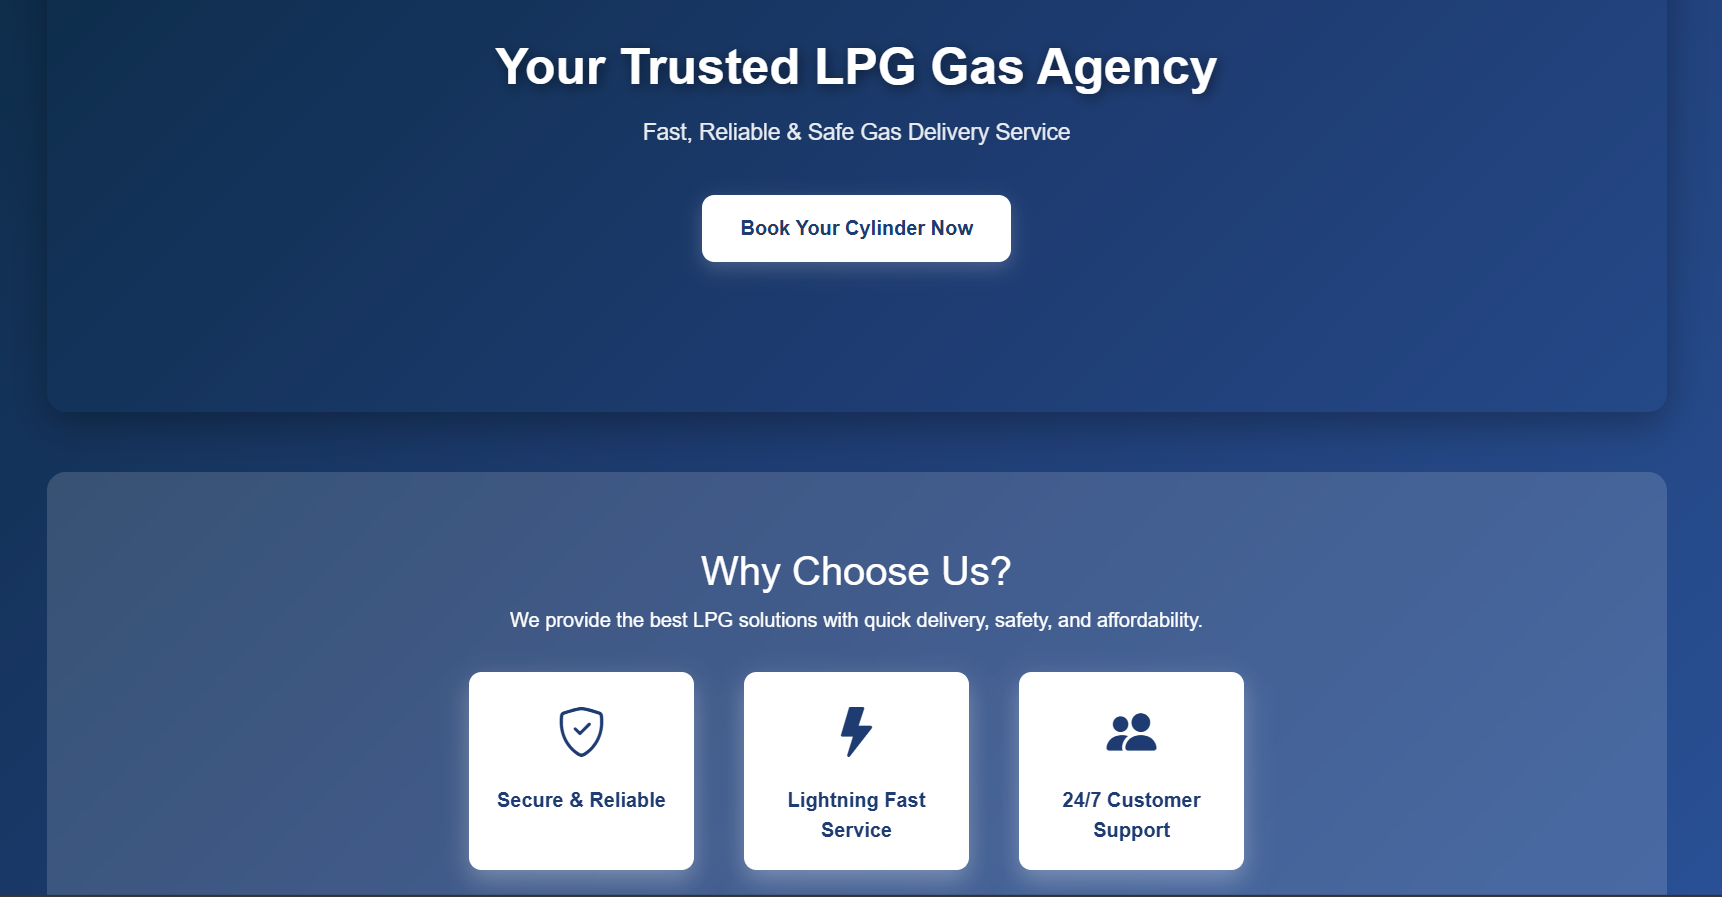 Your Trusted LPG Gas Agency
Fast, Reliable & Safe Gas Delivery Service
Book Your Cylinder Now
Why Choose Us?
We provide the best LPG solutions with quick delivery, safety, and affordability.
Secure & Reliable
Lightning Fast
Service
24/7 Customer
Support